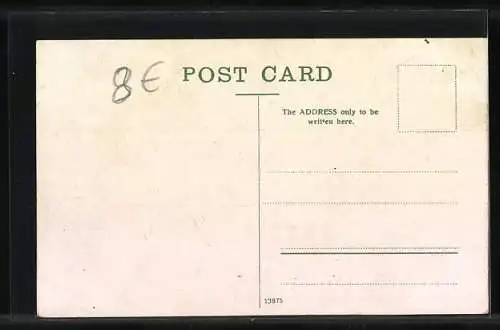 8€
POST CARD
The ADDRESS only to be
written here.
13875